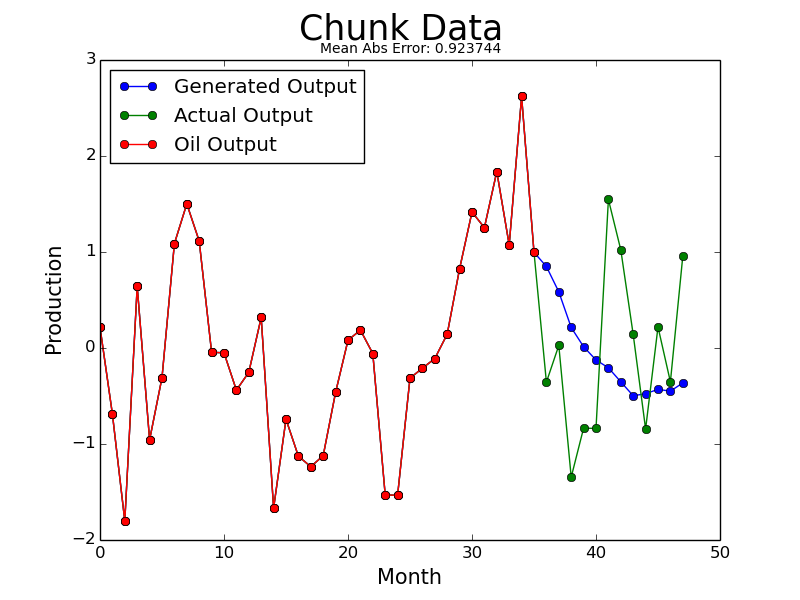 Chunk Data
Mean Abs Error: 0.923744
Generated Output
Actual Output
Oil Output
3
2
1
0
−1
−2
Production
0 10 20 30 40 50
Month